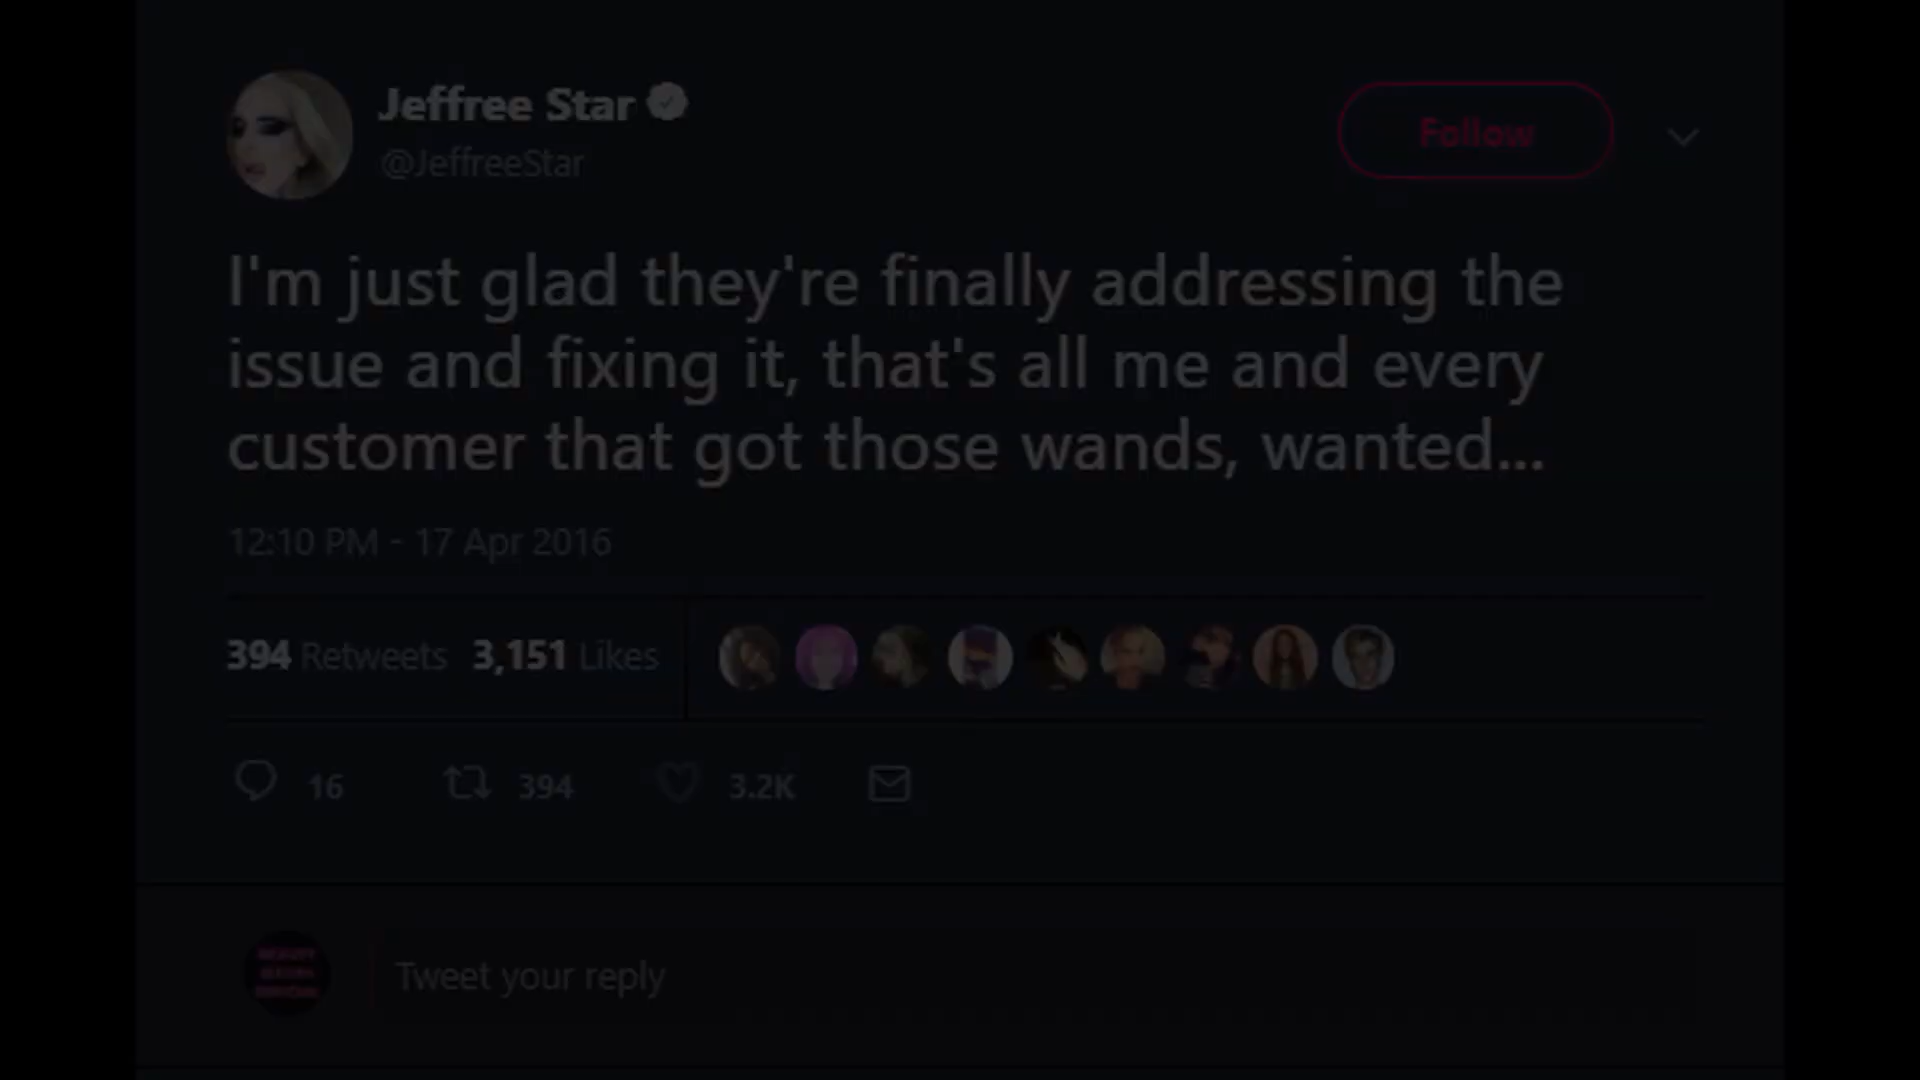 Jeffree Star
@JeffreeStar
Follow
I'm just glad they're finally addressing the
issue and fixing it, that's all me and every
customer that got those wands, wanted...
12:10 PM - 17 Apr 2016
394 Retweets 3,151 Likes
16 394 3.2K
Tweet your reply